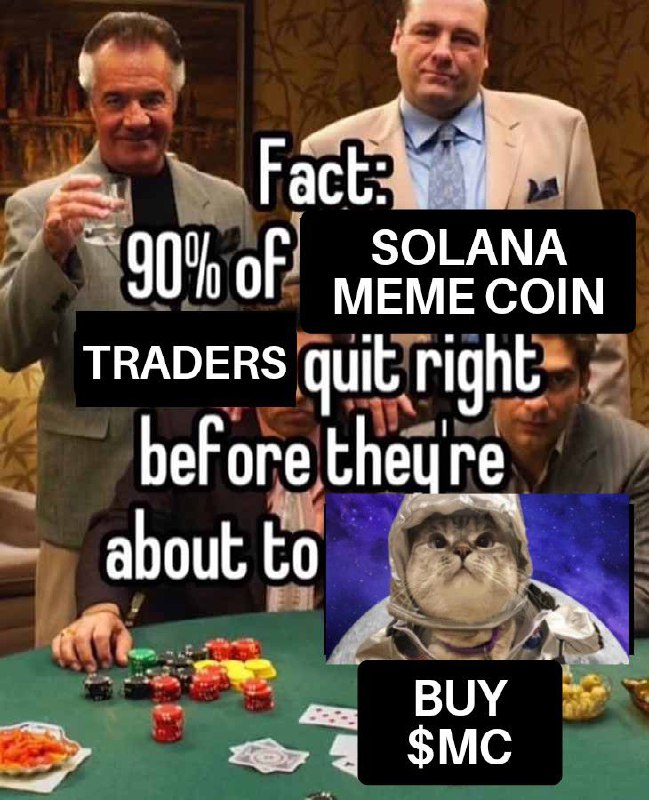 Fact:
90% of SOLANA
MEME COIN
TRADERS quit right
before they're
about to
BUY
$MC